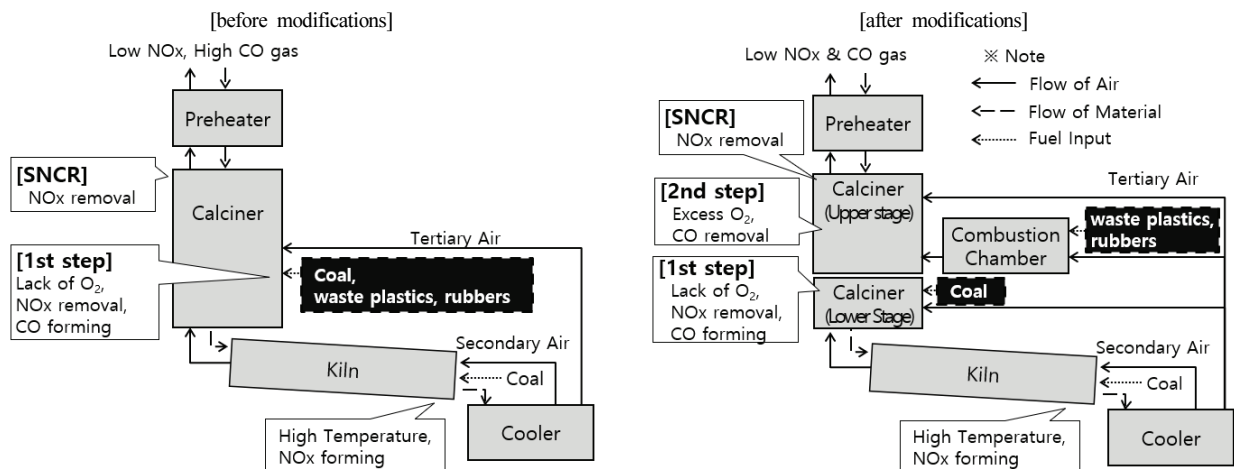 [before modifications]
Low NOx, High CO gas
Preheater
[SNCR]
NOx removal
Calciner
Tertiary Air
[1st step]
Lack of O₂,
NOx removal,
CO forming
Coal,
waste plastics, rubbers
Secondary Air
Kiln
Coal
Cooler
High Temperature,
NOx forming
[after modifications]
Low NOx & CO gas
※ Note
Flow of Air
Flow of Material
Fuel Input
Preheater
[SNCR]
NOx removal
Calciner
(Upper stage)
Tertiary Air
[2nd step]
Excess O₂,
CO removal
waste plastics,
rubbers
Combustion
Chamber
[1st step]
Lack of O₂,
NOx removal,
CO forming
Calciner
(Lower Stage)
Coal
Secondary Air
Kiln
Coal
Cooler
High Temperature,
NOx forming